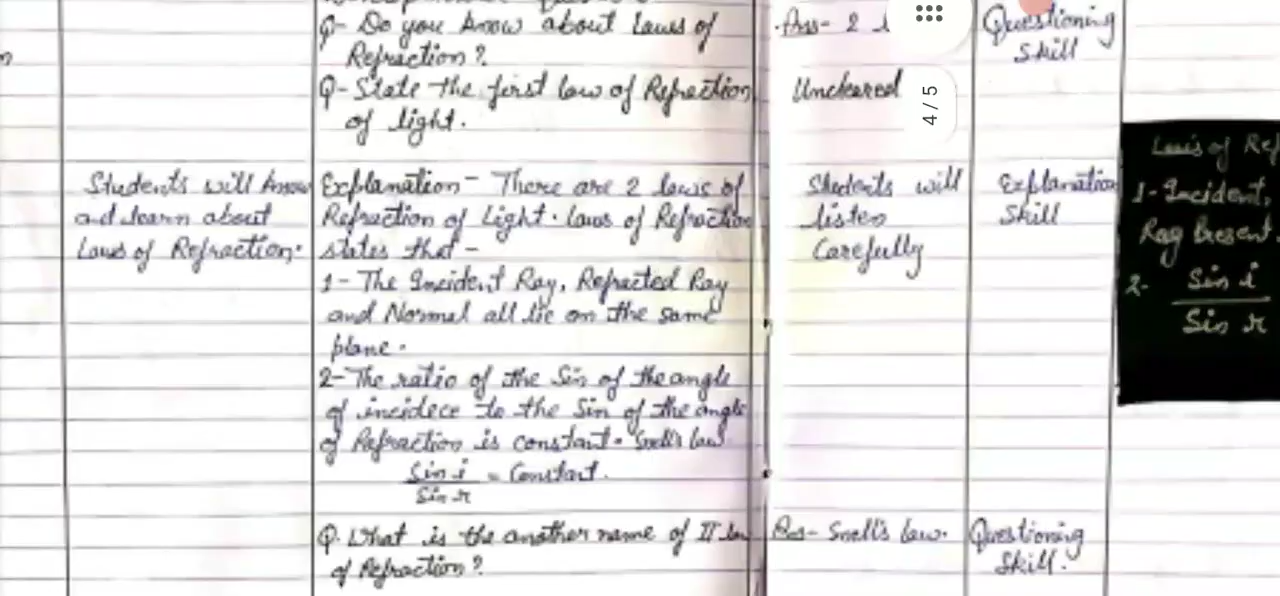 Q- Do you know about Laws of
Refraction?
Q- State the first law of Refraction
of light.
Ans- 2
Uncleared
Questioning
Skill
4/5
Students will know
and learn about
Laws of Refraction.
Explanation - There are 2 laws of
Refraction of Light. laws of Refraction
states that -
1- The Incident Ray, Refracted Ray
and Normal all lie on the same
plane.
2- The ratio of the Sin of the angle
of incidece to the Sin of the angle
of Refraction is constant. Snell's law
Sin i / Sin r = Constant.
Students will
listen
Carefully
Explanation
Skill
Laws of Ref
1- Incident,
Ray Present
2- Sin i / Sin r
Q. What is the another name of II law
of Refraction?
Ans- Snell's law.
Questioning
Skill.